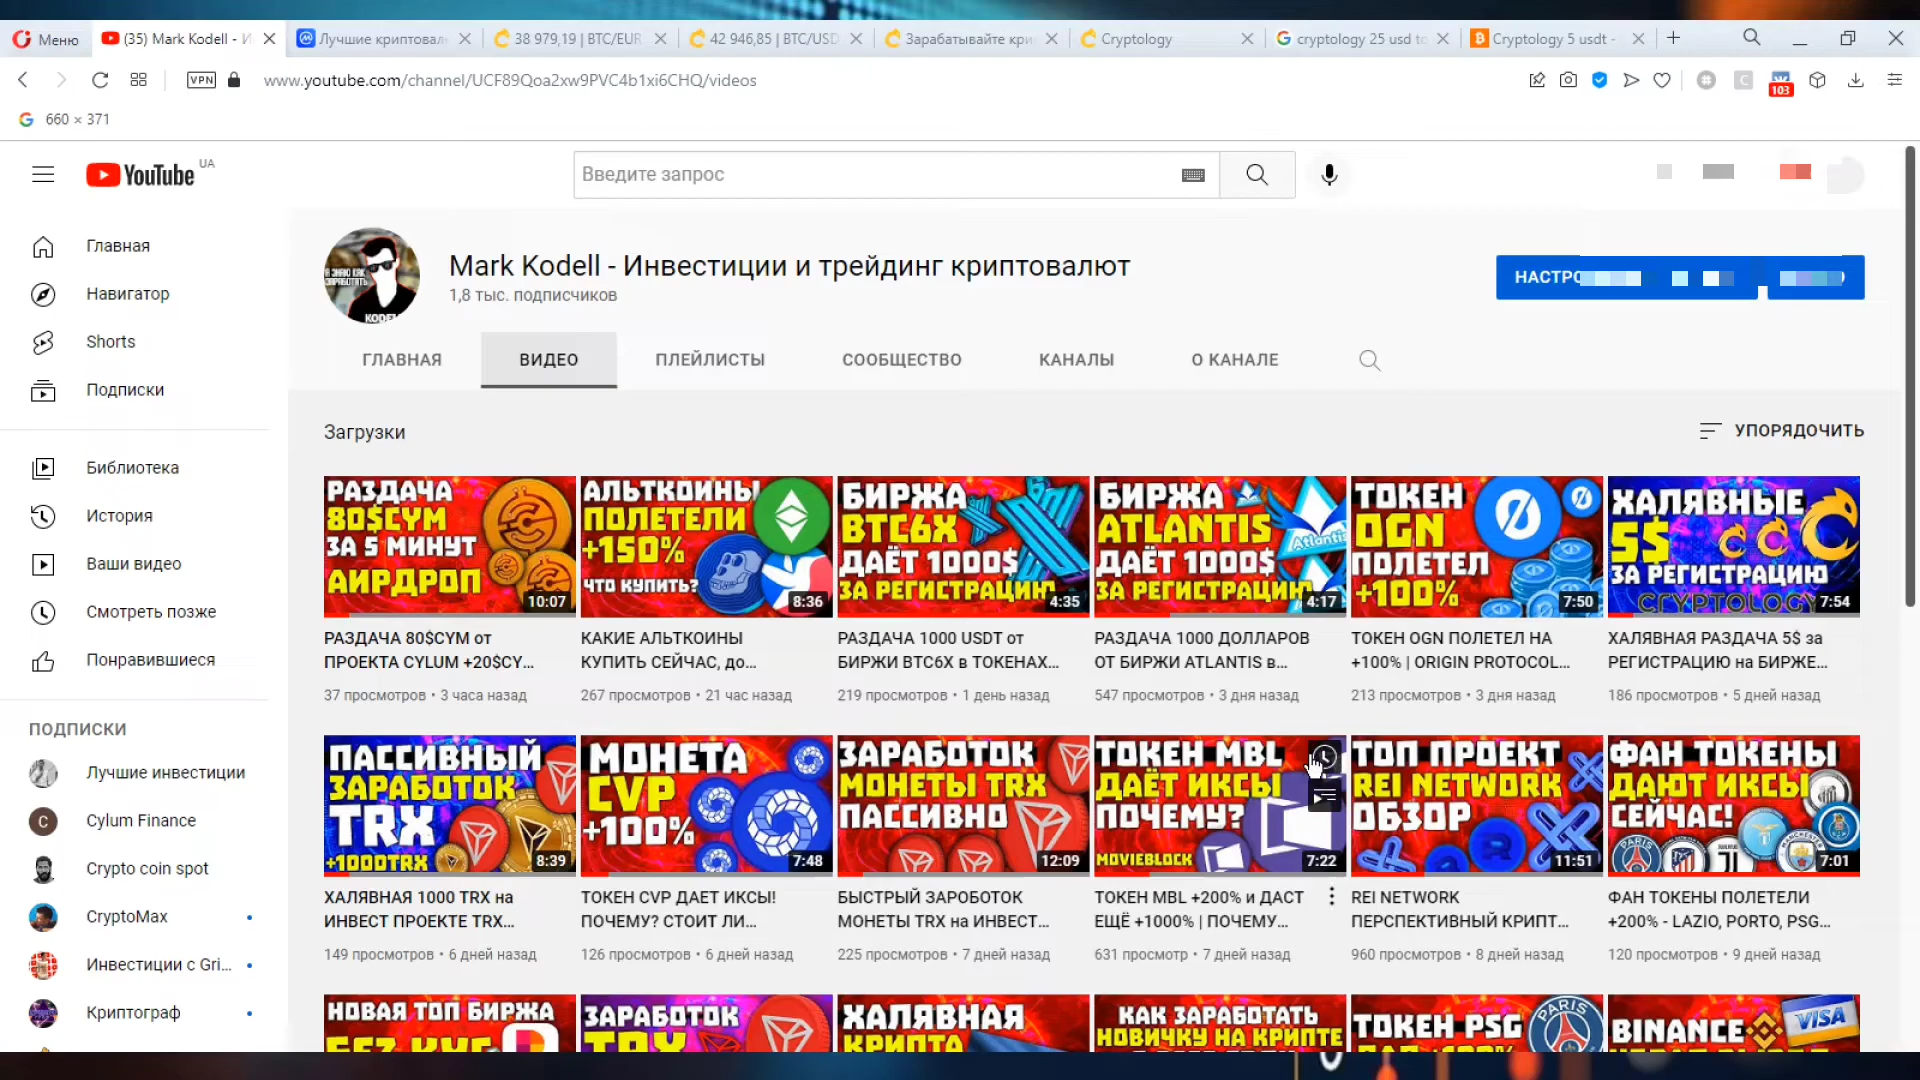 Меню
(35) Mark Kodell - И
Лучшие криптовал
38 979,19 | BTC/EUR
42 946,85 | BTC/USD
Зарабатывайте кри
Cryptology
cryptology 25 usd to
Cryptology 5 usdt -
VPN
www.youtube.com/channel/UCF89Qoa2xw9PVC4b1xi6CHQ/videos
103
660 × 371
YouTube UA
Введите запрос
Главная
Навигатор
Shorts
Подписки
Библиотека
История
Ваши видео
Смотреть позже
Понравившиеся
ПОДПИСКИ
Лучшие инвестиции
Cylum Finance
Crypto coin spot
CryptoMax
Инвестиции с Gri...
Криптограф
Я ЗНАЮ КАК
ЗАРАБОТАТЬ
Mark Kodell - Инвестиции и трейдинг криптовалют
1,8 тыс. подписчиков
НАСТРО
ГЛАВНАЯ
ВИДЕО
ПЛЕЙЛИСТЫ
СООБЩЕСТВО
КАНАЛЫ
О КАНАЛЕ
Загрузки
УПОРЯДОЧИТЬ
РАЗДАЧА
80$CYM
ЗА 5 МИНУТ
АИРДРОП
10:07
РАЗДАЧА 80$CYM от
ПРОЕКТА CYLUM +20$CY...
37 просмотров • 3 часа назад
АЛЬТКОИНЫ
ПОЛЕТЕЛИ
+150%
ЧТО КУПИТЬ?
8:36
КАКИЕ АЛЬТКОИНЫ
КУПИТЬ СЕЙЧАС, до...
267 просмотров • 21 час назад
БИРЖА
BTC6X
ДАЁТ 1000$
ЗА РЕГИСТРАЦИЮ
4:35
РАЗДАЧА 1000 USDT от
БИРЖИ BTC6X в ТОКЕНАХ...
219 просмотров • 1 день назад
БИРЖА
ATLANTIS
ДАЁТ 1000$
ЗА РЕГИСТРАЦИЮ
Atlantis
4:17
РАЗДАЧА 1000 ДОЛЛАРОВ
ОТ БИРЖИ ATLANTIS в...
547 просмотров • 3 дня назад
ТОКЕН
OGN
ПОЛЕТЕЛ
+100%
7:50
ТОКЕН OGN ПОЛЕТЕЛ НА
+100% | ORIGIN PROTOCOL...
213 просмотров • 3 дня назад
ХАЛЯВНЫЕ
5$
ЗА РЕГИСТРАЦИЮ
CRYPTOLOGY
7:54
ХАЛЯВНАЯ РАЗДАЧА 5$ за
РЕГИСТРАЦИЮ на БИРЖЕ...
186 просмотров • 5 дней назад
ПАССИВНЫЙ
ЗАРАБОТОК
TRX
+1000TRX
8:39
ХАЛЯВНАЯ 1000 TRX на
ИНВЕСТ ПРОЕКТЕ TRX...
149 просмотров • 6 дней назад
МОНЕТА
CVP
+100%
7:48
ТОКЕН CVP ДАЕТ ИКСЫ!
ПОЧЕМУ? СТОИТ ЛИ...
126 просмотров • 6 дней назад
ЗАРАБОТОК
МОНЕТЫ TRX
ПАССИВНО
12:09
БЫСТРЫЙ ЗАРОБОТОК
МОНЕТЫ TRX на ИНВЕСТ...
225 просмотров • 7 дней назад
ТОКЕН MBL
ДАЁТ ИКСЫ
ПОЧЕМУ?
MOVIEBLOCK
7:22
ТОКЕН MBL +200% и ДАСТ
ЕЩЁ +1000% | ПОЧЕМУ...
631 просмотр • 7 дней назад
ТОП ПРОЕКТ
REI NETWORK
ОБЗОР
11:51
REI NETWORK
ПЕРСПЕКТИВНЫЙ КРИПТ...
960 просмотров • 8 дней назад
ФАН ТОКЕНЫ
ДАЮТ ИКСЫ
СЕЙЧАС!
PARIS
7:01
ФАН ТОКЕНЫ ПОЛЕТЕЛИ
+200% - LAZIO, PORTO, PSG...
120 просмотров • 9 дней назад
НОВАЯ ТОП БИРЖА
БЕЗ KYC
ЗАРАБОТОК
TRX
ХАЛЯВНАЯ
КРИПТА
КАК ЗАРАБОТАТЬ
НОВИЧКУ НА КРИПТЕ
ТОКЕН PSG
PARIS
BINANCE
VISA